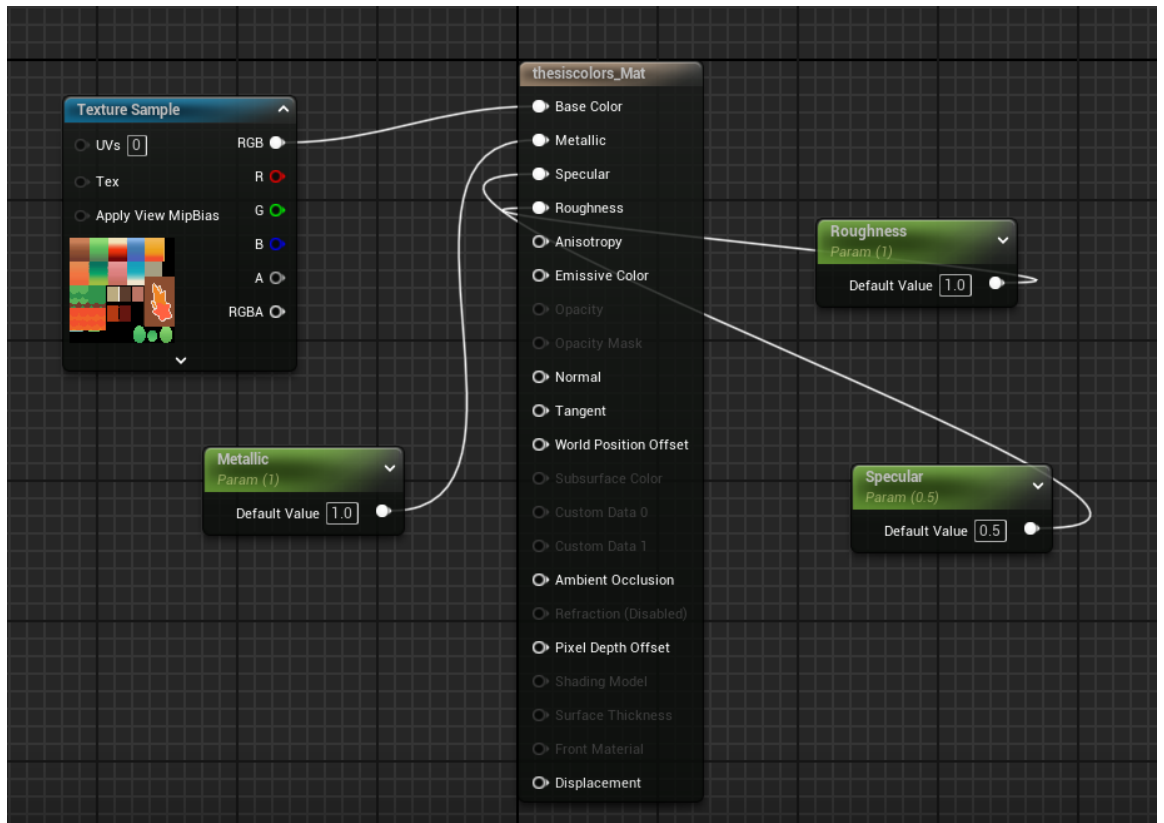 thesiscolors_Mat
Texture Sample
UVs 0
RGB
Tex
R
Apply View MipBias
G
B
A
RGBA
Base Color
Metallic
Specular
Roughness
Anisotropy
Emissive Color
Opacity
Opacity Mask
Normal
Tangent
World Position Offset
Subsurface Color
Custom Data 0
Custom Data 1
Ambient Occlusion
Refraction (Disabled)
Pixel Depth Offset
Shading Model
Surface Thickness
Front Material
Displacement
Roughness
Param (1)
Default Value 1.0
Metallic
Param (1)
Default Value 1.0
Specular
Param (0.5)
Default Value 0.5